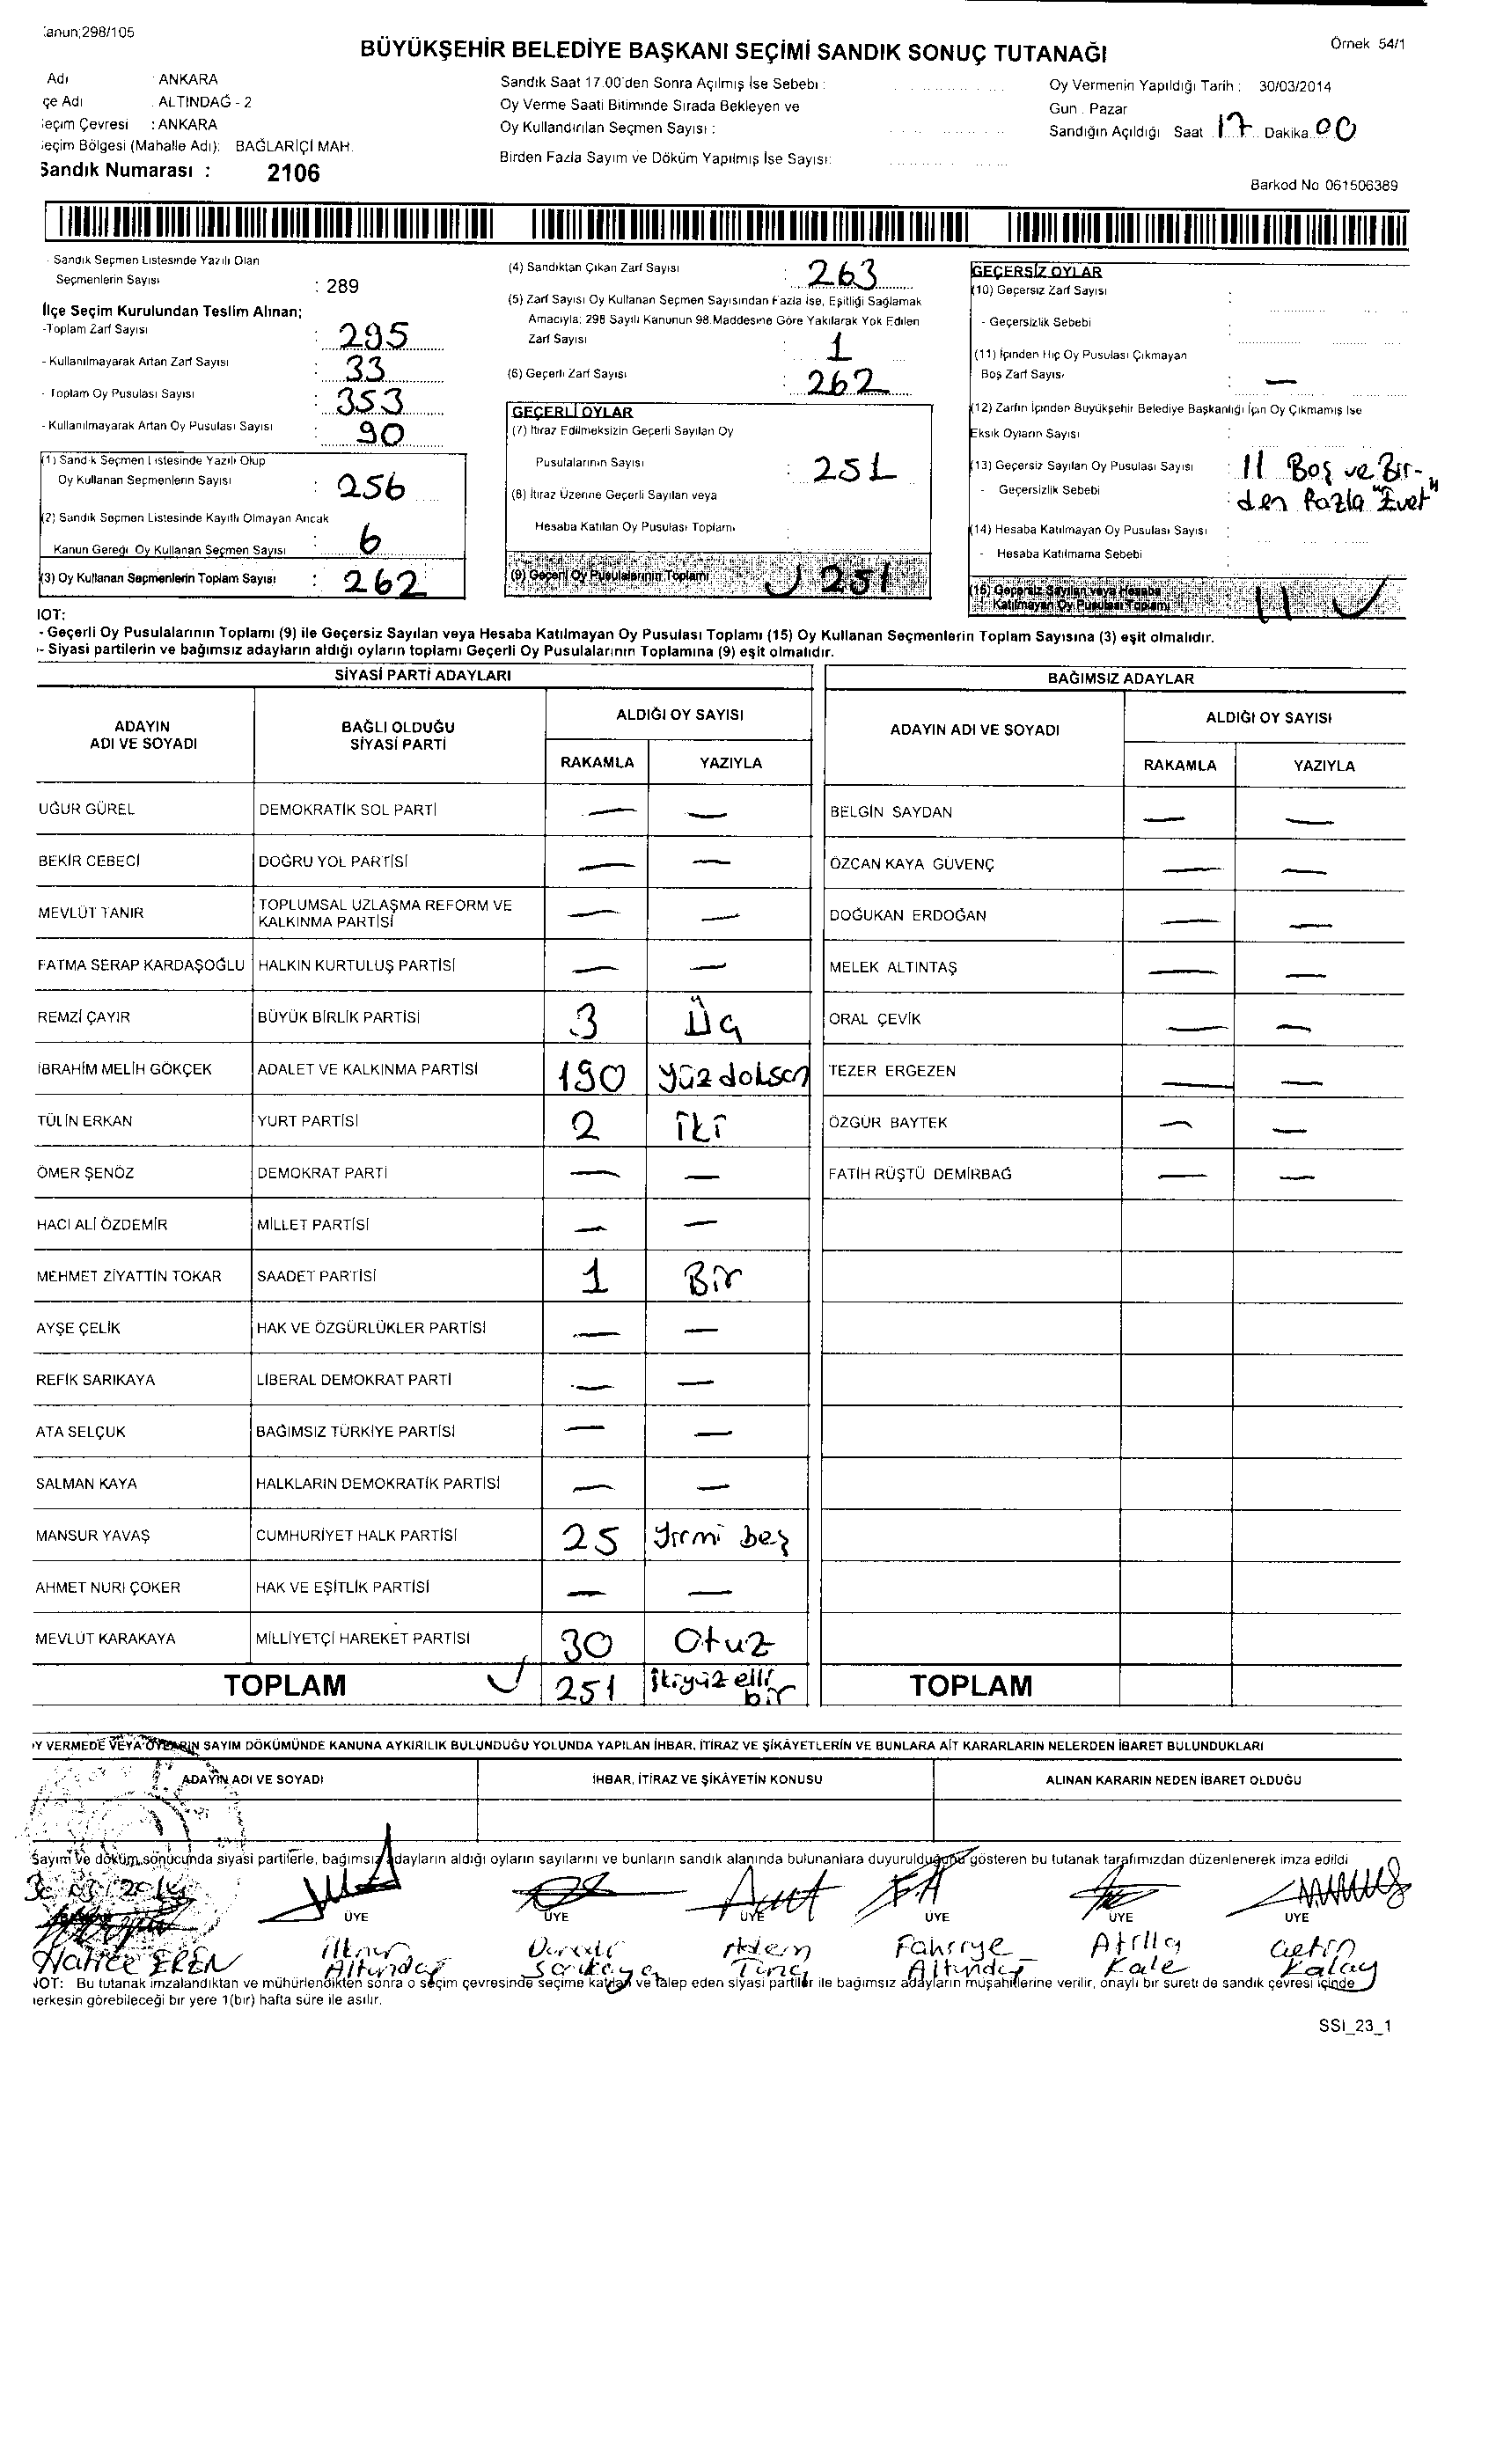 Kanun;298/105
BÜYÜKŞEHİR BELEDİYE BAŞKANI SEÇİMİ SANDIK SONUÇ TUTANAĞI
Örnek 54/1
Adı : ANKARA
çe Adı : ALTINDAĞ - 2
Seçim Çevresi : ANKARA
Seçim Bölgesi (Mahalle Adı): BAĞLARİÇİ MAH.
Sandık Numarası : 2106
Sandık Saat 17.00'den Sonra Açılmış İse Sebebi :
Oy Verme Saati Bitiminde Sırada Bekleyen ve
Oy Kullandırılan Seçmen Sayısı :
Birden Fazla Sayım ve Döküm Yapılmış İse Sayısı:
Oy Vermenin Yapıldığı Tarih : 30/03/2014
Gun . Pazar
Sandığın Açıldığı Saat 17 Dakika 00
Barkod No 061506389
- Sandık Seçmen Listesinde Yazılı Olan
Seçmenlerin Sayısı : 289
İlçe Seçim Kurulundan Teslim Alınan;
-Toplam Zarf Sayısı : 295
- Kullanılmayarak Artan Zarf Sayısı : 33
- Toplam Oy Pusulası Sayısı : 353
- Kullanılmayarak Artan Oy Pusulası Sayısı : 90
(1) Sandık Seçmen Listesinde Yazılı Olup
Oy Kullanan Seçmenlerin Sayısı : 256
(2) Sandık Seçmen Listesinde Kayıtlı Olmayan Ancak
Kanun Gereği Oy Kullanan Seçmen Sayısı : 6
(3) Oy Kullanan Seçmenlerin Toplam Sayısı : 262
(4) Sandıktan Çıkan Zarf Sayısı : 263
(5) Zarf Sayısı Oy Kullanan Seçmen Sayısından Fazla ise, Eşitliği Sağlamak
Amacıyla; 298 Sayılı Kanunun 98.Maddesine Göre Yakılarak Yok Edilen
Zarf Sayısı : 1
(6) Geçerli Zarf Sayısı : 262
GEÇERLİ OYLAR
(7) İtiraz Edilmeksizin Geçerli Sayılan Oy
Pusulalarının Sayısı : 251
(8) İtiraz Üzerine Geçerli Sayılan veya
Hesaba Katılan Oy Pusulası Toplamı :
(9) Geçerli Oy Pusulalarının Toplamı 251
GEÇERSİZ OYLAR
(10) Geçersiz Zarf Sayısı :
- Geçersizlik Sebebi :
(11) İçinden Hiç Oy Pusulası Çıkmayan
Boş Zarf Sayısı : —
(12) Zarfın İçinden Büyükşehir Belediye Başkanlığı İçin Oy Çıkmamış İse
Eksik Oyların Sayısı :
(13) Geçersiz Sayılan Oy Pusulası Sayısı : 11 Boş ve Bir-
- Geçersizlik Sebebi : den fazla "Evet"
(14) Hesaba Katılmayan Oy Pusulası Sayısı :
- Hesaba Katılmama Sebebi
(15) Geçersiz Sayılan veya Hesaba
Katılmayan Oy Pusulası Toplamı 11
NOT:
- Geçerli Oy Pusulalarının Toplamı (9) ile Geçersiz Sayılan veya Hesaba Katılmayan Oy Pusulası Toplamı (15) Oy Kullanan Seçmenlerin Toplam Sayısına (3) eşit olmalıdır.
- Siyasi partilerin ve bağımsız adayların aldığı oyların toplamı Geçerli Oy Pusulalarının Toplamına (9) eşit olmalıdır.
SİYASİ PARTİ ADAYLARI
ADAYIN ADI VE SOYADI BAĞLI OLDUĞU SİYASİ PARTİ ALDIĞI OY SAYISI
RAKAMLA YAZIYLA
UĞUR GÜREL DEMOKRATİK SOL PARTİ — —
BEKİR CEBECİ DOĞRU YOL PARTİSİ — —
MEVLÜT TANIR TOPLUMSAL UZLAŞMA REFORM VE KALKINMA PARTİSİ — —
FATMA SERAP KARDAŞOĞLU HALKIN KURTULUŞ PARTİSİ — —
REMZİ ÇAYIR BÜYÜK BİRLİK PARTİSİ 3 Üç
İBRAHİM MELİH GÖKÇEK ADALET VE KALKINMA PARTİSİ 190 yüzdoksan
TÜLİN ERKAN YURT PARTİSİ 2 iki
ÖMER ŞENÖZ DEMOKRAT PARTİ — —
HACI ALİ ÖZDEMİR MİLLET PARTİSİ — —
MEHMET ZİYATTİN TOKAR SAADET PARTİSİ 1 Bir
AYŞE ÇELİK HAK VE ÖZGÜRLÜKLER PARTİSİ — —
REFİK SARIKAYA LİBERAL DEMOKRAT PARTİ — —
ATA SELÇUK BAĞIMSIZ TÜRKİYE PARTİSİ — —
SALMAN KAYA HALKLARIN DEMOKRATİK PARTİSİ — —
MANSUR YAVAŞ CUMHURİYET HALK PARTİSİ 25 yirmi beş
AHMET NURİ ÇOKER HAK VE EŞİTLİK PARTİSİ — —
MEVLÜT KARAKAYA MİLLİYETÇİ HAREKET PARTİSİ 30 Otuz
TOPLAM 251 ikiyüz elli bir
BAĞIMSIZ ADAYLAR
ADAYIN ADI VE SOYADI ALDIĞI OY SAYISI
RAKAMLA YAZIYLA
BELGİN SAYDAN — —
ÖZCAN KAYA GÜVENÇ — —
DOĞUKAN ERDOĞAN — —
MELEK ALTINTAŞ — —
ORAL ÇEVİK — —
TEZER ERGEZEN — —
ÖZGÜR BAYTEK — —
FATİH RÜŞTÜ DEMİRBAĞ — —
TOPLAM
OY VERMEDE VEYA OYLARIN SAYIM DÖKÜMÜNDE KANUNA AYKIRILIK BULUNDUĞU YOLUNDA YAPILAN İHBAR, İTİRAZ VE ŞİKÂYETLERİN VE BUNLARA AİT KARARLARIN NELERDEN İBARET BULUNDUKLARI
ADAYIN ADI VE SOYADI İHBAR, İTİRAZ VE ŞİKÂYETİN KONUSU ALINAN KARARIN NEDEN İBARET OLDUĞU
Sayım ve döküm sonucunda siyasi partilerle, bağımsız adayların aldığı oyların sayılarını ve bunların sandık alanında bulunanlara duyurulduğunu gösteren bu tutanak tarafımızdan düzenlenerek imza edildi
ÜYE ÜYE ÜYE ÜYE ÜYE ÜYE
Hatice EREN
Altındağ Sarıkaya Fahriye Altındağ Atilla Kale Çetin Kalay
NOT: Bu tutanak imzalandıktan ve mühürlendikten sonra o seçim çevresinde seçime katılan ve talep eden siyasi partiler ile bağımsız adayların müşahitlerine verilir, onaylı bir sureti de sandık çevresi içinde
herkesin görebileceği bir yere 1(bir) hafta süre ile asılır.
SSI_23_1